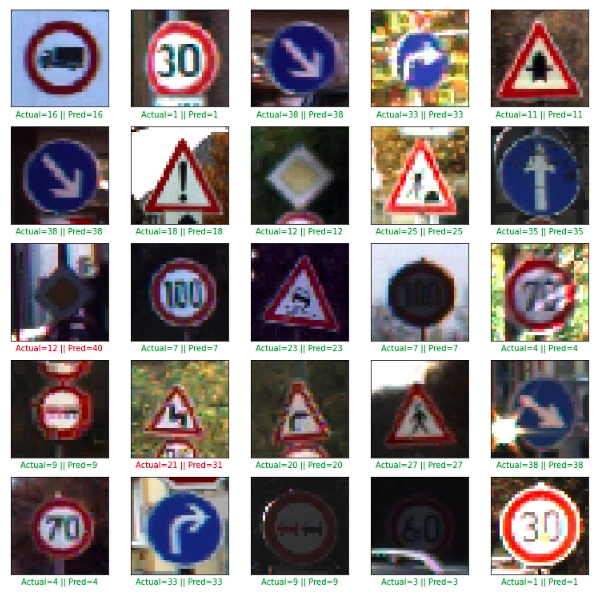 30
Actual=16 || Pred=16
Actual=1 || Pred=1
Actual=38 || Pred=38
Actual=33 || Pred=33
Actual=11 || Pred=11
Actual=38 || Pred=38
Actual=18 || Pred=18
Actual=12 || Pred=12
Actual=25 || Pred=25
Actual=35 || Pred=35
100
100
Actual=12 || Pred=40
Actual=7 || Pred=7
Actual=23 || Pred=23
Actual=7 || Pred=7
Actual=4 || Pred=4
Actual=9 || Pred=9
Actual=21 || Pred=31
Actual=20 || Pred=20
Actual=27 || Pred=27
Actual=38 || Pred=38
70
60
30
Actual=4 || Pred=4
Actual=33 || Pred=33
Actual=9 || Pred=9
Actual=3 || Pred=3
Actual=1 || Pred=1